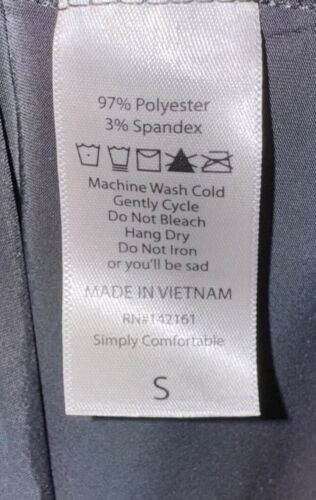 97% Polyester
3% Spandex
Machine Wash Cold
Gently Cycle
Do Not Bleach
Hang Dry
Do Not Iron
or you'll be sad
MADE IN VIETNAM
RN#142161
Simply Comfortable
S